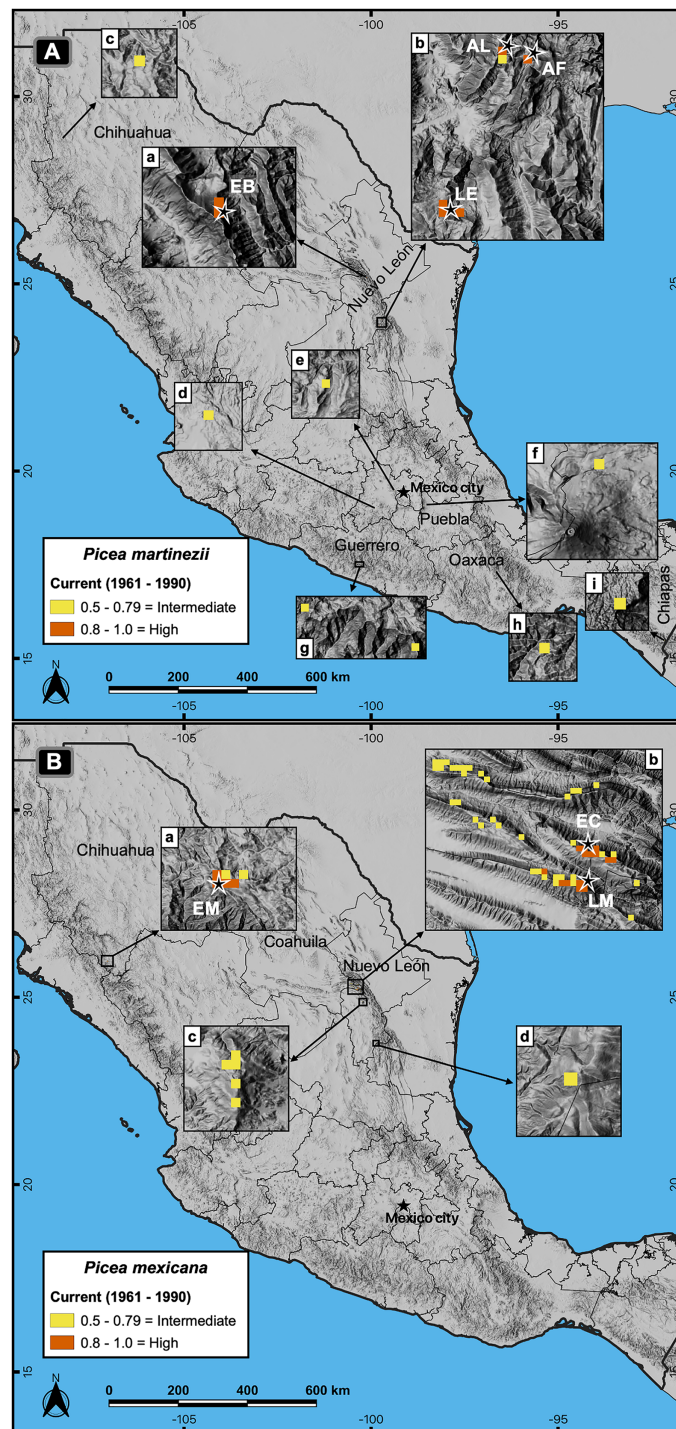 -105 -100 -95
A
c
b
AL
AF
30
Chihuahua
a
EB
LE
25
Nuevo León
e
d
f
20
Mexico city
Puebla
Guerrero
Oaxaca
i
Chiapas
g
h
Picea martinezii
Current (1961 - 1990)
0.5 - 0.79 = Intermediate
0.8 - 1.0 = High
15
N
0 200 400 600 km
-105 -100 -95
B
b
30
a
Chihuahua
EC
EM
LM
Coahuila
Nuevo León
25
c
d
20
Mexico city
Picea mexicana
Current (1961 - 1990)
0.5 - 0.79 = Intermediate
0.8 - 1.0 = High
15
N
0 200 400 600 km
-105 -100 -95